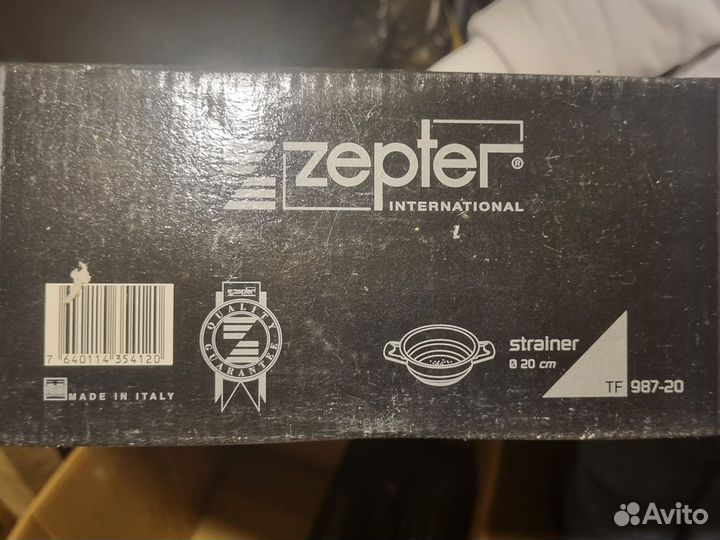 zepter®
INTERNATIONAL
7 640114 354120
MADE IN ITALY
zepter
QUALITY
GUARANTEE
strainer
Ø 20 cm
TF 987-20
Avito